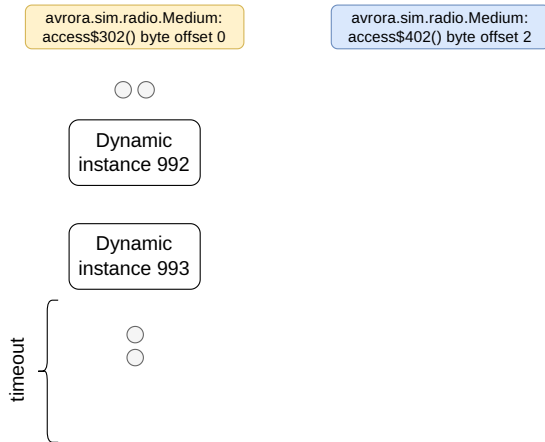 avrora.sim.radio.Medium:
access$302() byte offset 0
avrora.sim.radio.Medium:
access$402() byte offset 2
Dynamic
instance 992
Dynamic
instance 993
timeout